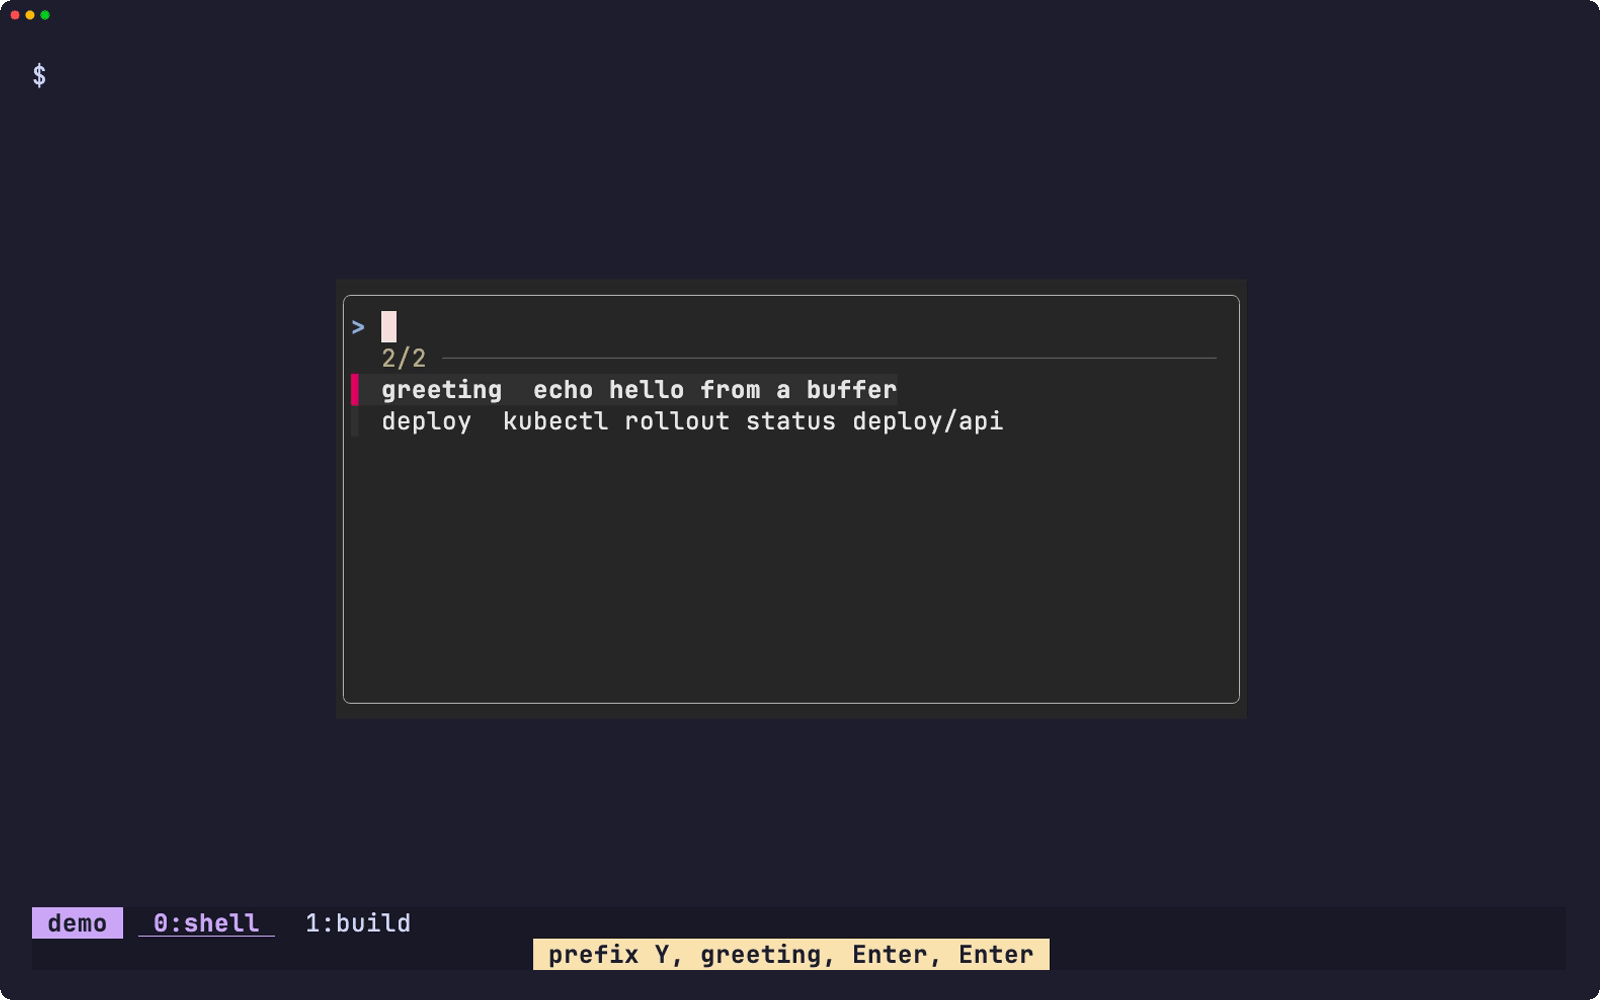 $
>
2/2
greeting  echo hello from a buffer
deploy  kubectl rollout status deploy/api
demo  0:shell  1:build
prefix Y, greeting, Enter, Enter